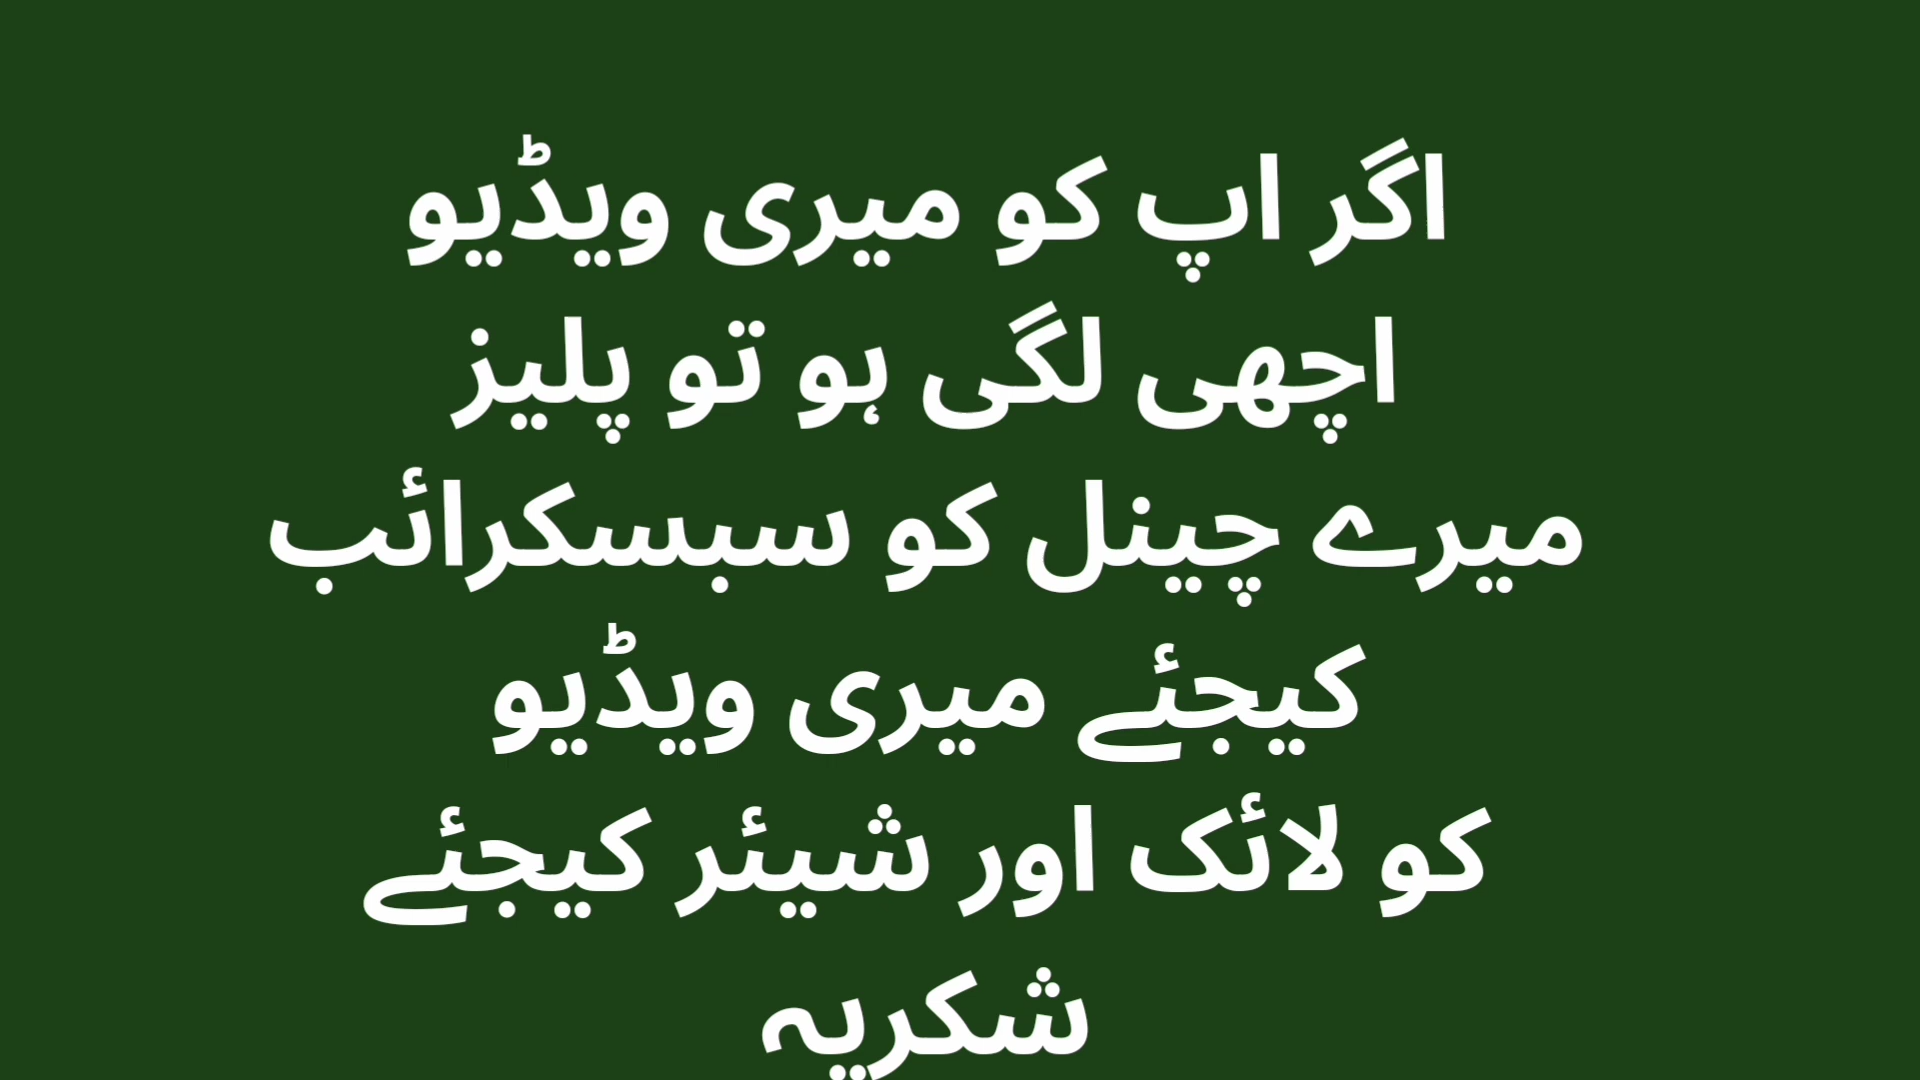 اگر اپ کو میری ویڈیو
اچھی لگی ہو تو پلیز
میرے چینل کو سبسکرائب
کیجئے میری ویڈیو
کو لائک اور شیئر کیجئے
شکریہ